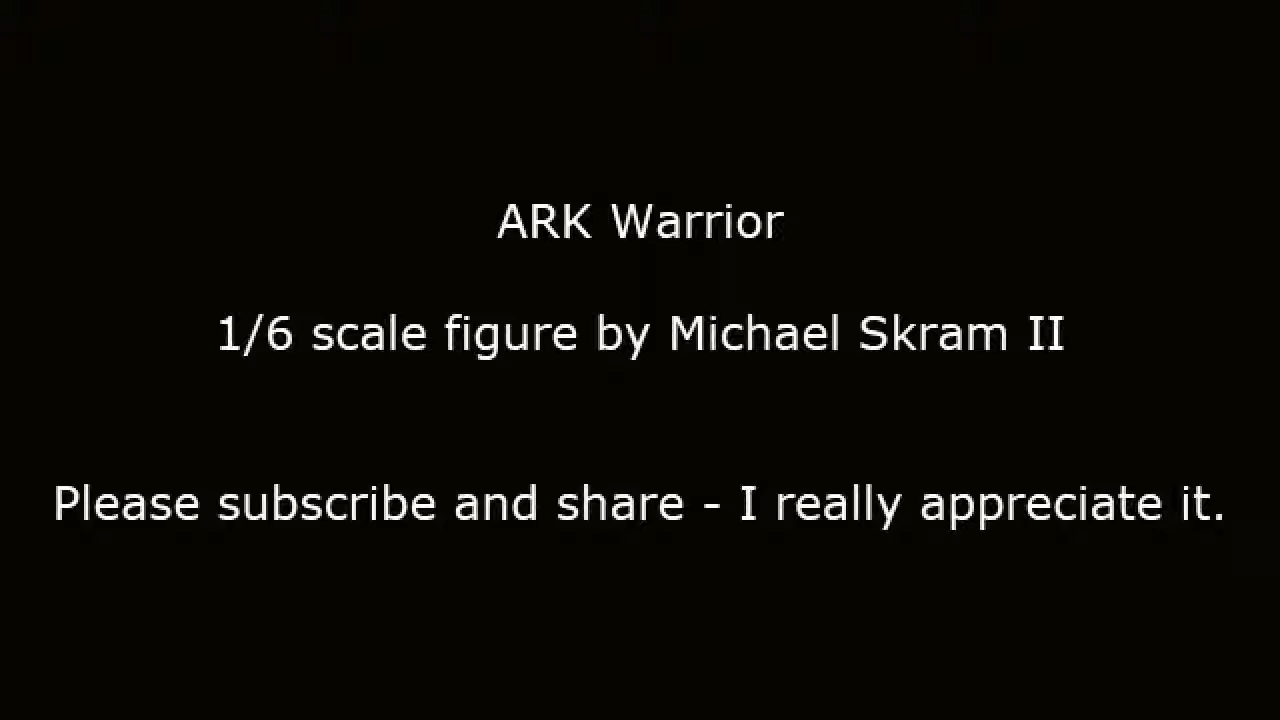 ARK Warrior
1/6 scale figure by Michael Skram II
Please subscribe and share - I really appreciate it.